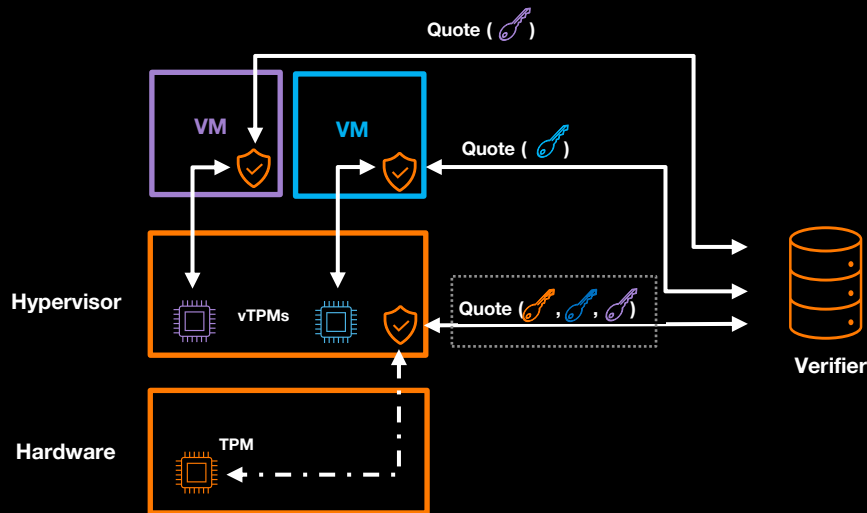 Quote ( )
VM
VM
Quote ( )
Hypervisor
vTPMs
Quote ( , , )
Verifier
Hardware
TPM